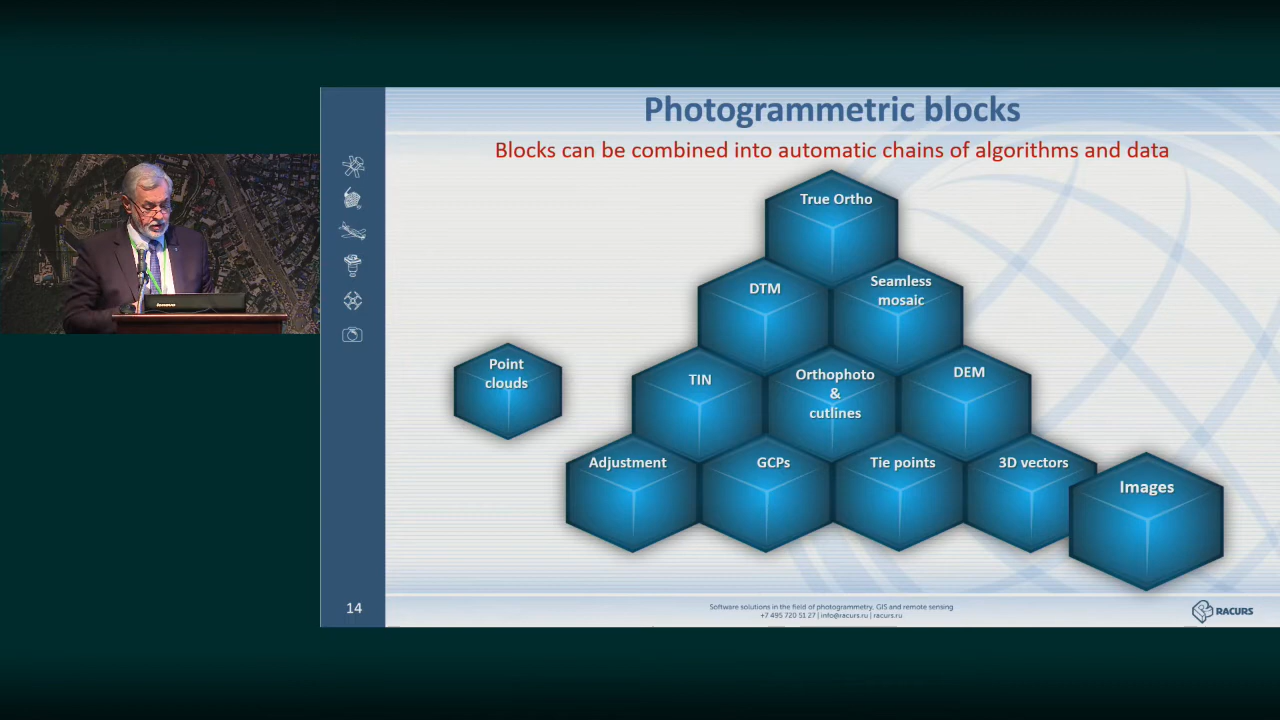 Photogrammetric blocks
Blocks can be combined into automatic chains of algorithms and data
True Ortho
DTM
Seamless
mosaic
Point
clouds
TIN
Orthophoto
&
cutlines
DEM
Adjustment
GCPs
Tie points
3D vectors
Images
14
Software solutions in the field of photogrammetry, GIS and remote sensing
+7 495 720 51 27 | info@racurs.ru | racurs.ru
RACURS